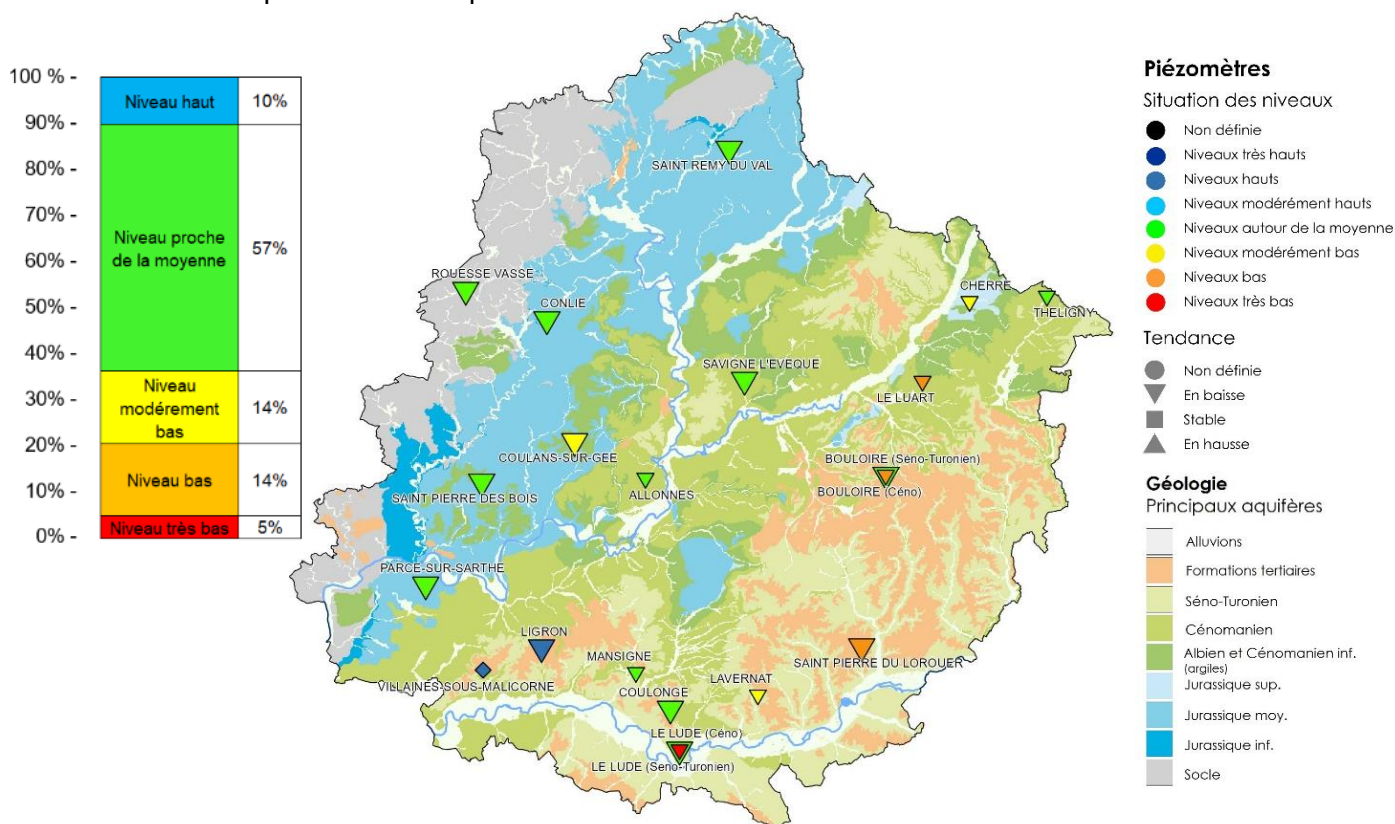 100 % -
90% -
80% -
70% -
60% -
50% -
40% -
30% -
20% -
10% -
0% -
Niveau haut
10%
Niveau proche
de la moyenne
57%
Niveau
modérement
bas
14%
Niveau bas
14%
Niveau très bas
5%
SAINT REMY DU VAL
ROUESSE VASSE
CONLIE
CHERRE
THELIGNY
SAVIGNE L'EVEQUE
LE LUART
COULANS-SUR-GEE
BOULOIRE (Séno-Turonien)
BOULOIRE (Céno)
SAINT PIERRE DES BOIS
ALLONNES
PARCE-SUR-SARTHE
LIGRON
MANSIGNE
SAINT PIERRE DU LOROUER
VILLAINES-SOUS-MALICORNE
LAVERNAT
COULONGE
LE LUDE (Céno)
LE LUDE (Séno-Turonien)
Piézomètres
Situation des niveaux
Non définie
Niveaux très hauts
Niveaux hauts
Niveaux modérément hauts
Niveaux autour de la moyenne
Niveaux modérément bas
Niveaux bas
Niveaux très bas
Tendance
Non définie
En baisse
Stable
En hausse
Géologie
Principaux aquifères
Alluvions
Formations tertiaires
Séno-Turonien
Cénomanien
Albien et Cénomanien inf.
(argiles)
Jurassique sup.
Jurassique moy.
Jurassique inf.
Socle